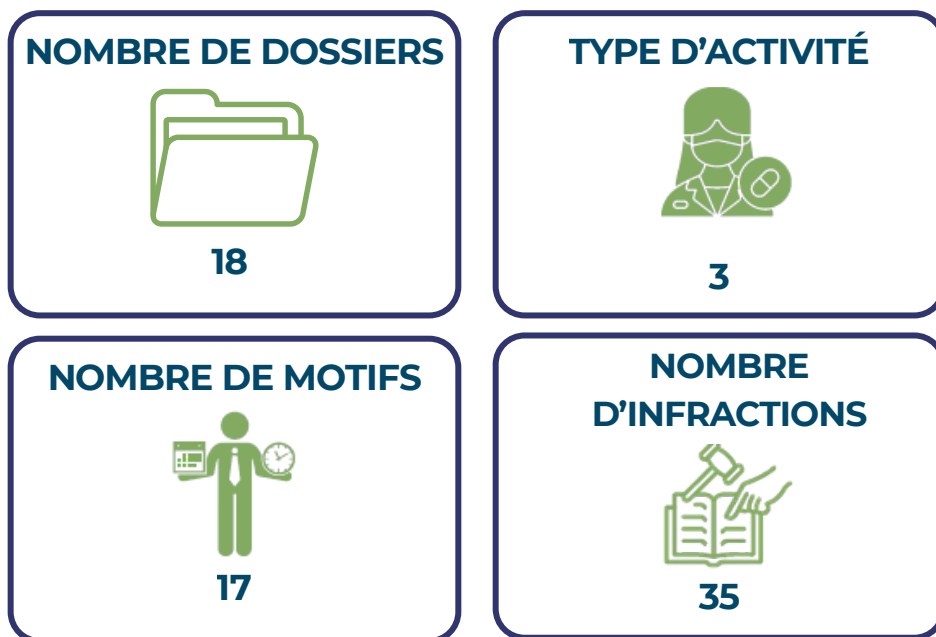 NOMBRE DE DOSSIERS
18
TYPE D’ACTIVITÉ
3
NOMBRE DE MOTIFS
17
NOMBRE
D’INFRACTIONS
35